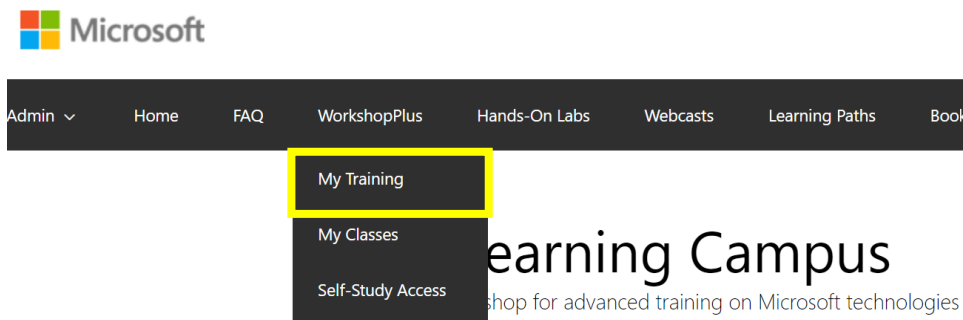 Microsoft
Admin Home FAQ WorkshopPlus Hands-On Labs Webcasts Learning Paths
My Training
My Classes
earning Campus
Self-Study Access
shop for advanced training on Microsoft technologies